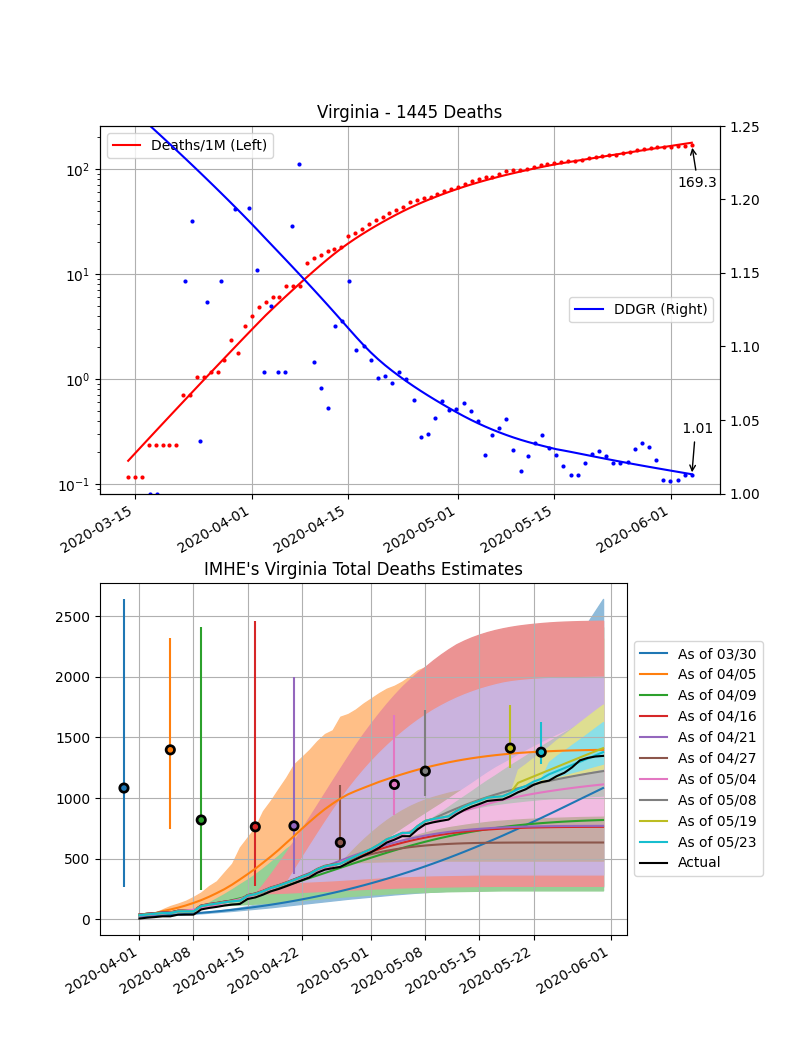 Virginia - 1445 Deaths
Deaths/1M (Left)
DDGR (Right)
169.3
1.01
10²
10¹
10⁰
10⁻¹
1.25
1.20
1.15
1.10
1.05
1.00
2020-03-15
2020-04-01
2020-04-15
2020-05-01
2020-05-15
2020-06-01
IMHE's Virginia Total Deaths Estimates
2500
2000
1500
1000
500
0
2020-04-01
2020-04-08
2020-04-15
2020-04-22
2020-05-01
2020-05-08
2020-05-15
2020-05-22
2020-06-01
As of 03/30
As of 04/05
As of 04/09
As of 04/16
As of 04/21
As of 04/27
As of 05/04
As of 05/08
As of 05/19
As of 05/23
Actual